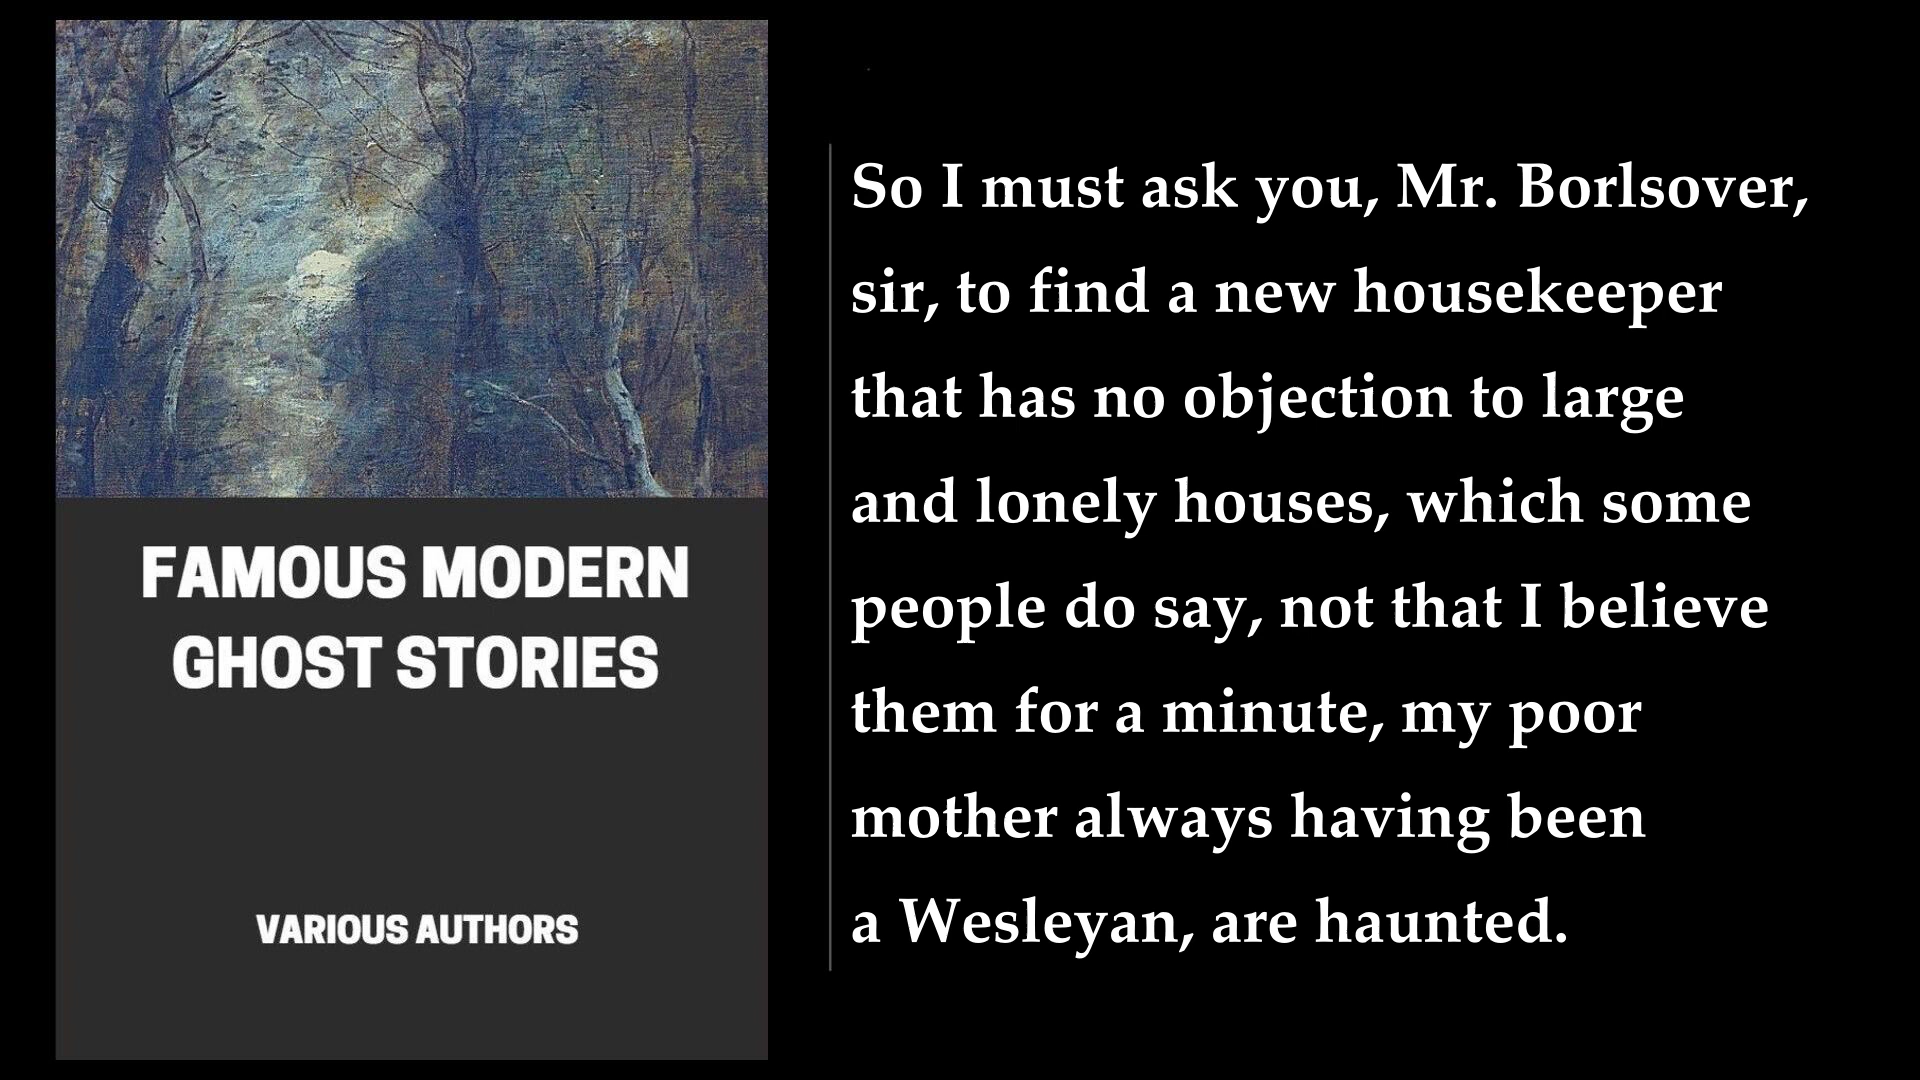 FAMOUS MODERN
GHOST STORIES
VARIOUS AUTHORS
So I must ask you, Mr. Borlsover,
sir, to find a new housekeeper
that has no objection to large
and lonely houses, which some
people do say, not that I believe
them for a minute, my poor
mother always having been
a Wesleyan, are haunted.